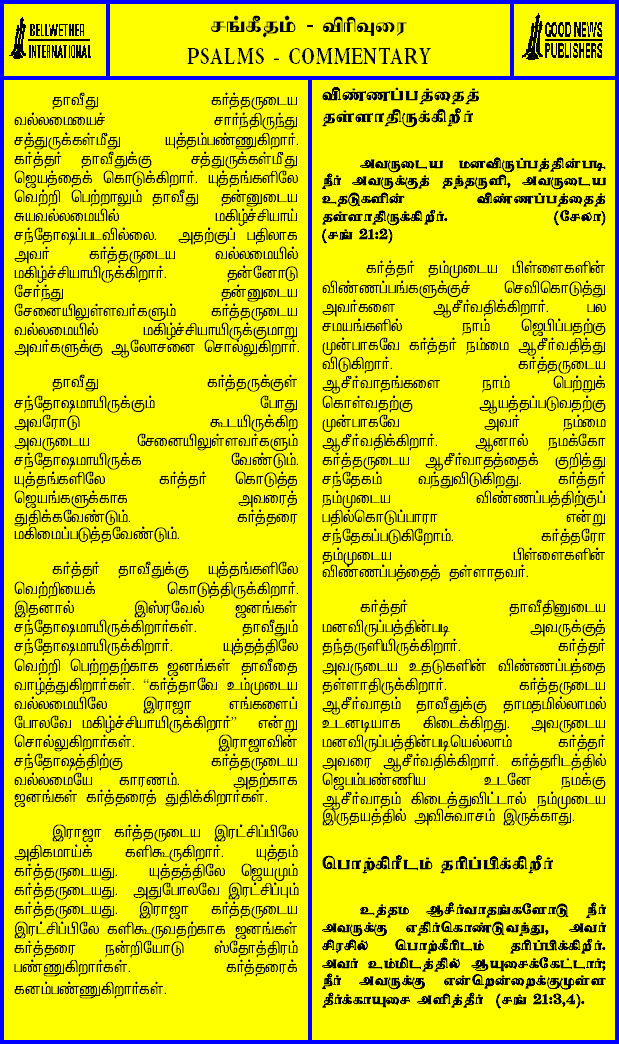 BELLWETHER
INTERNATIONAL
சங்கீதம் - விரிவுரை
PSALMS - COMMENTARY
GOOD NEWS
PUBLISHERS
தாவீது கர்த்தருடைய
வல்லமையைச் சார்ந்திருந்து
சத்துருக்கள்மீது யுத்தம்பண்ணுகிறார்.
கர்த்தர் தாவீதுக்கு சத்துருக்கள்மீது
ஜெயத்தைக் கொடுக்கிறார். யுத்தங்களிலே
வெற்றி பெற்றாலும் தாவீது தன்னுடைய
சுயவல்லமையில் மகிழ்ச்சியாய்
சந்தோஷப்படவில்லை. அதற்குப் பதிலாக
அவர் கர்த்தருடைய வல்லமையில்
மகிழ்ச்சியாயிருக்கிறார். தன்னோடு
சேர்ந்து தன்னுடைய
சேனையிலுள்ளவர்களும் கர்த்தருடைய
வல்லமையில் மகிழ்ச்சியாயிருக்குமாறு
அவர்களுக்கு ஆலோசனை சொல்லுகிறார்.
தாவீது கர்த்தருக்குள்
சந்தோஷமாயிருக்கும் போது
அவரோடு கூடயிருக்கிற
அவருடைய சேனையிலுள்ளவர்களும்
சந்தோஷமாயிருக்க வேண்டும்.
யுத்தங்களிலே கர்த்தர் கொடுத்த
ஜெயங்களுக்காக அவரைத்
துதிக்கவேண்டும். கர்த்தரை
மகிமைப்படுத்தவேண்டும்.
கர்த்தர் தாவீதுக்கு யுத்தங்களிலே
வெற்றியைக் கொடுத்திருக்கிறார்.
இதனால் இஸ்ரவேல் ஜனங்கள்
சந்தோஷமாயிருக்கிறார்கள். தாவீதும்
சந்தோஷமாயிருக்கிறார். யுத்தத்திலே
வெற்றி பெற்றதற்காக ஜனங்கள் தாவீதை
வாழ்த்துகிறார்கள். “கர்த்தாவே உம்முடைய
வல்லமையிலே இராஜா எங்களைப்
போலவே மகிழ்ச்சியாயிருக்கிறார்” என்று
சொல்லுகிறார்கள். இராஜாவின்
சந்தோஷத்திற்கு கர்த்தருடைய
வல்லமையே காரணம். அதற்காக
ஜனங்கள் கர்த்தரைத் துதிக்கிறார்கள்.
இராஜா கர்த்தருடைய இரட்சிப்பிலே
அதிகமாய்க் களிகூருகிறார். யுத்தம்
கர்த்தருடையது. யுத்தத்திலே ஜெயமும்
கர்த்தருடையது. அதுபோலவே இரட்சிப்பும்
கர்த்தருடையது. இராஜா கர்த்தருடைய
இரட்சிப்பிலே களிகூருவதற்காக ஜனங்கள்
கர்த்தரை நன்றியோடு ஸ்தோத்திரம்
பண்ணுகிறார்கள். கர்த்தரைக்
கனம்பண்ணுகிறார்கள்.
விண்ணப்பத்தைத்
தள்ளாதிருக்கிறீர்
அவருடைய மனவிருப்பத்தின்படி
நீர் அவருக்குத் தந்தருளி, அவருடைய
உதடுகளின் விண்ணப்பத்தைத்
தள்ளாதிருக்கிறீர். (சேலா)
(சங் 21:2)
கர்த்தர் தம்முடைய பிள்ளைகளின்
விண்ணப்பங்களுக்குச் செவிகொடுத்து
அவர்களை ஆசீர்வதிக்கிறார். பல
சமயங்களில் நாம் ஜெபிப்பதற்கு
முன்பாகவே கர்த்தர் நம்மை ஆசீர்வதித்து
விடுகிறார். கர்த்தருடைய
ஆசீர்வாதங்களை நாம் பெற்றுக்
கொள்வதற்கு ஆயத்தப்படுவதற்கு
முன்பாகவே அவர் நம்மை
ஆசீர்வதிக்கிறார். ஆனால் நமக்கோ
கர்த்தருடைய ஆசீர்வாதத்தைக் குறித்து
சந்தேகம் வந்துவிடுகிறது. கர்த்தர்
நம்முடைய விண்ணப்பத்திற்குப்
பதில்கொடுப்பாரா என்று
சந்தேகப்படுகிறோம். கர்த்தரோ
தம்முடைய பிள்ளைகளின்
விண்ணப்பத்தைத் தள்ளாதவர்.
கர்த்தர் தாவீதினுடைய
மனவிருப்பத்தின்படி அவருக்குத்
தந்தருளியிருக்கிறார். கர்த்தர்
அவருடைய உதடுகளின் விண்ணப்பத்தை
தள்ளாதிருக்கிறார். கர்த்தருடைய
ஆசீர்வாதம் தாவீதுக்கு தாமதமில்லாமல்
உடனடியாக கிடைக்கிறது. அவருடைய
மனவிருப்பத்தின்படியெல்லாம் கர்த்தர்
அவரை ஆசீர்வதிக்கிறார். கர்த்தரிடத்தில்
ஜெபம்பண்ணிய உடனே நமக்கு
ஆசீர்வாதம் கிடைத்துவிட்டால் நம்முடைய
இருதயத்தில் அவிசுவாசம் இருக்காது.
பொற்கிரீடம் தரிப்பிக்கிறீர்
உத்தம ஆசீர்வாதங்களோடு நீர்
அவருக்கு எதிர்கொண்டுவந்து, அவர்
சிரசில் பொற்கிரீடம் தரிப்பிக்கிறீர்.
அவர் உம்மிடத்தில் ஆயுசைக்கேட்டார்;
நீர் அவருக்கு என்றென்றைக்குமுள்ள
தீர்க்காயுசை அளித்தீர் (சங் 21:3,4).